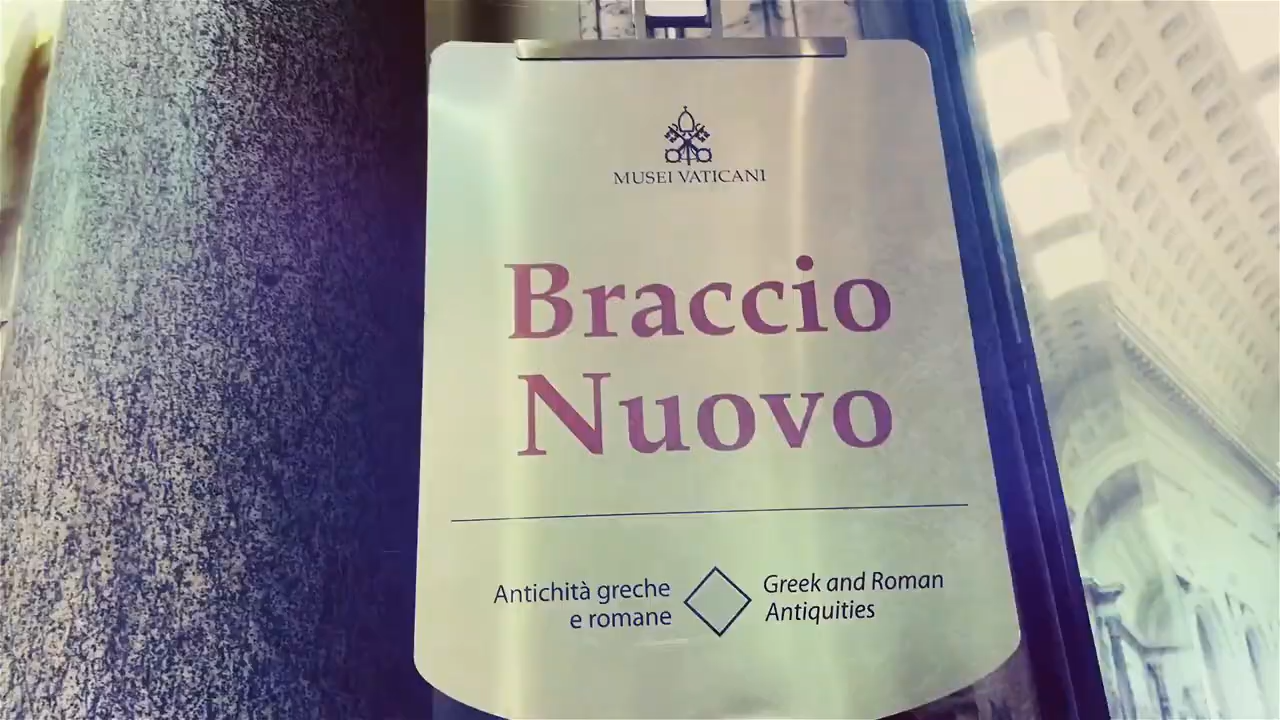 MUSEI VATICANI
Braccio
Nuovo
Antichità greche
e romane
Greek and Roman
Antiquities